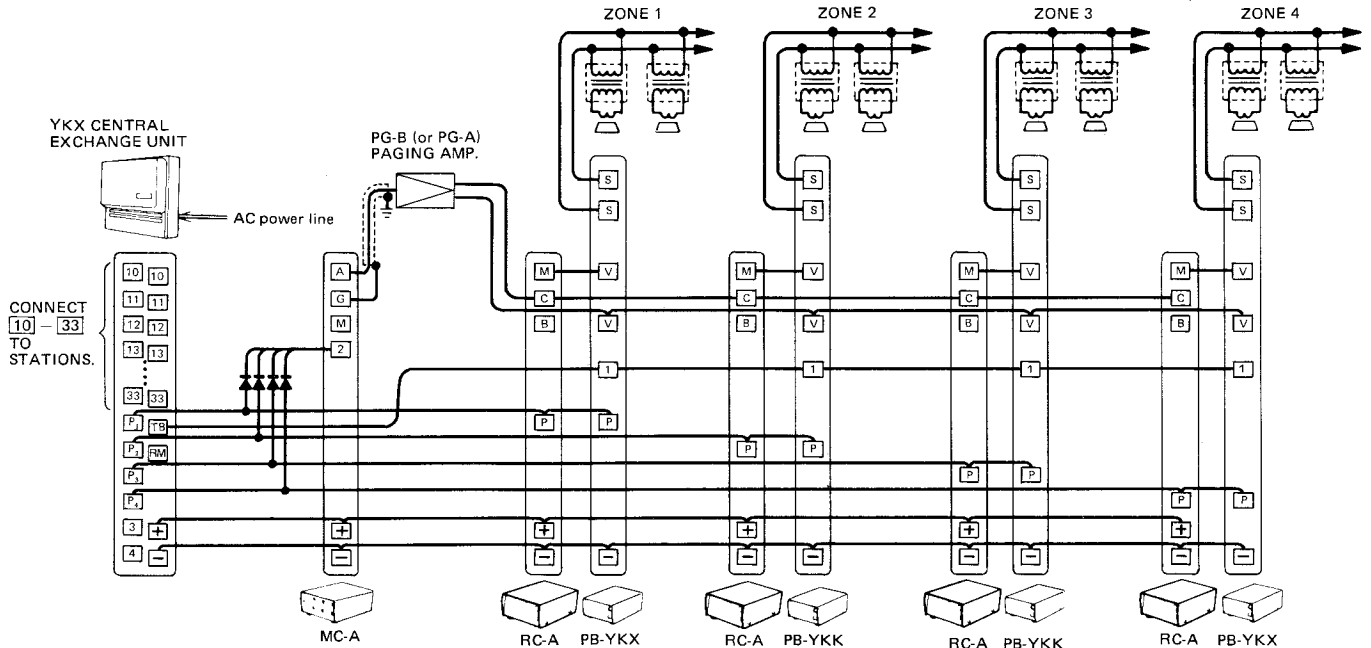 ZONE 1
ZONE 2
ZONE 3
ZONE 4
YKX CENTRAL
EXCHANGE UNIT
AC power line
PG-B (or PG-A)
PAGING AMP.
CONNECT
10 – 33
TO
STATIONS.
10 10
11 11
12 12
13 13
33 33
P1 TB
P2 RM
P3
P4
3 +
4 −
A
G
M
2
+
−
M
C
B
P
+
−
S
S
V
V
1
P
−
M
C
B
P
+
−
S
S
V
V
1
P
−
M
C
B
P
+
−
S
S
V
V
1
P
−
M
C
B
P
+
−
S
S
V
V
1
P
−
MC-A
RC-A PB-YKX
RC-A PB-YKK
RC-A PB-YKK
RC-A PB-YKX